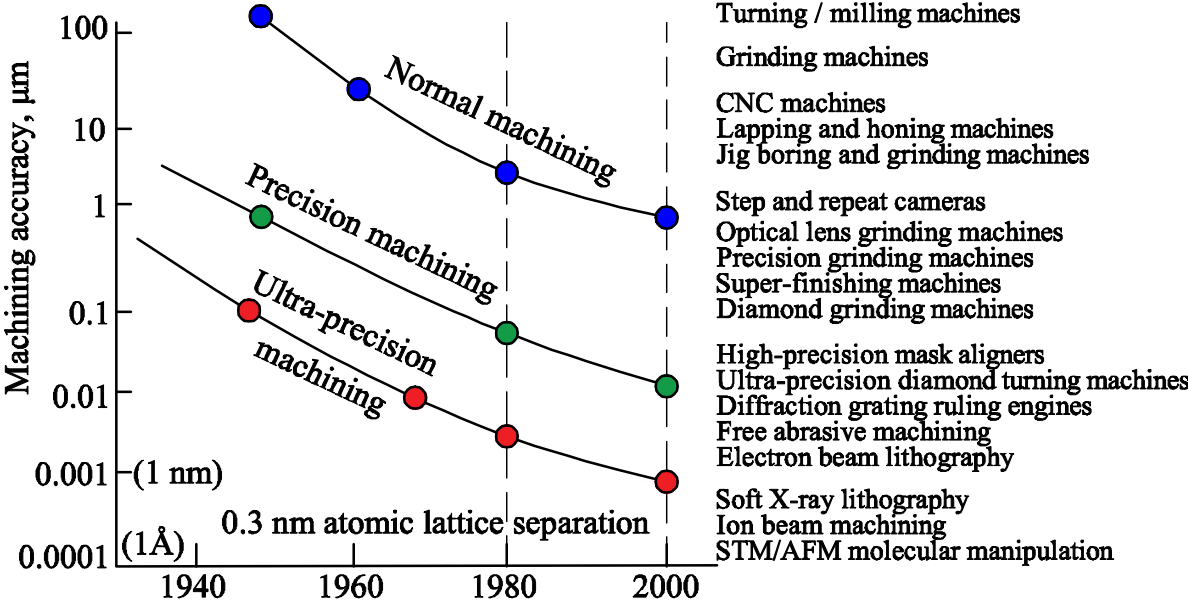 Machining accuracy, μm
100
10
1
0.1
0.01
0.001
(1 nm)
0.0001
(1Å)
Normal machining
Precision machining
Ultra-precision
machining
0.3 nm atomic lattice separation
1940
1960
1980
2000
Turning / milling machines
Grinding machines
CNC machines
Lapping and honing machines
Jig boring and grinding machines
Step and repeat cameras
Optical lens grinding machines
Precision grinding machines
Super-finishing machines
Diamond grinding machines
High-precision mask aligners
Ultra-precision diamond turning machines
Diffraction grating ruling engines
Free abrasive machining
Electron beam lithography
Soft X-ray lithography
Ion beam machining
STM/AFM molecular manipulation